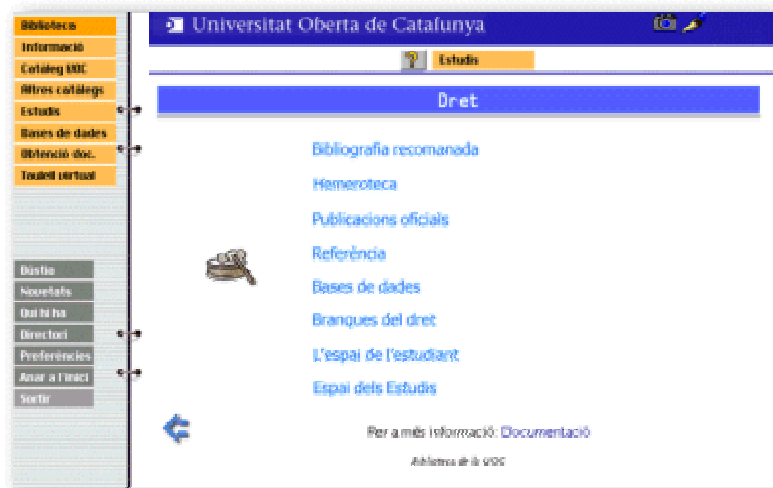 Biblioteca
Informació
Catàleg UOC
Altres catàlegs
Estudis
Bases de dades
Obtenció doc.
Taulell virtual
Bústia
Novetats
Qui hi ha
Directori
Preferències
Anar a l'inici
Sortir
Universitat Oberta de Catalunya
? Estudis
Dret
Bibliografia recomanada
Hemeroteca
Publicacions oficials
Referència
Bases de dades
Branques del dret
L'espai de l'estudiant
Espai dels Estudis
Per a més informació: Documentació
Biblioteca de la UOC